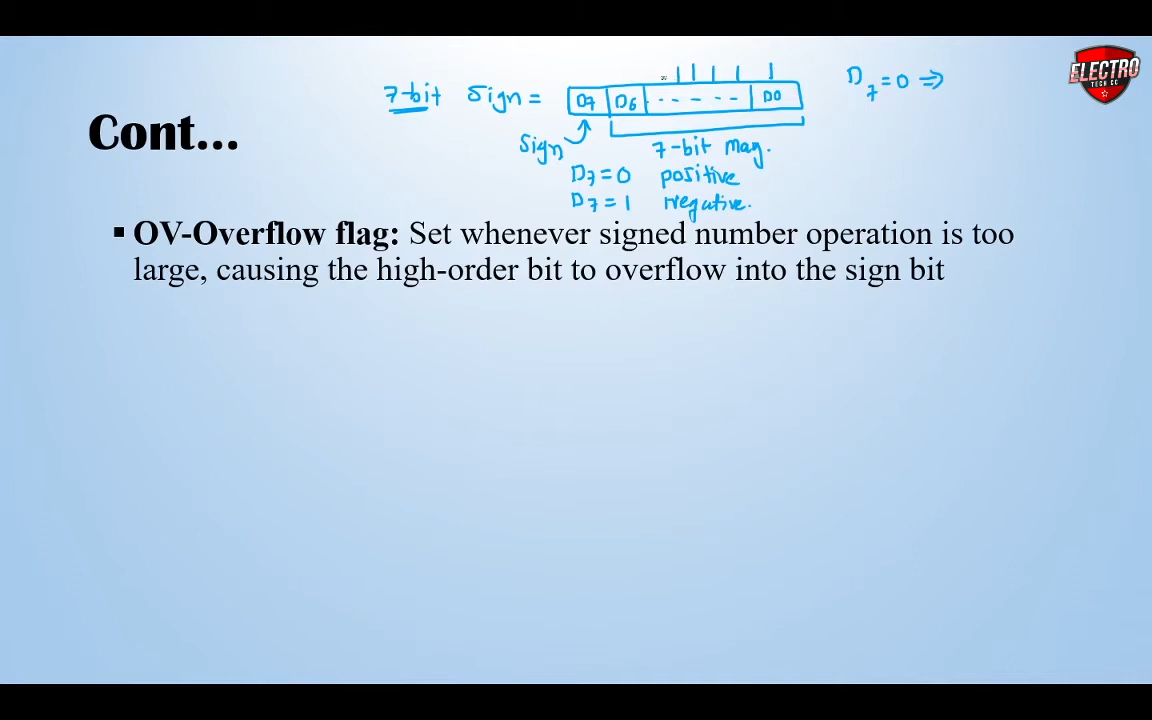 7-bit Sign = D7 D6 ----- D0
D7 = 0 ⇒
ELECTRO
TECH CC
Cont...
Sign
7-bit Mag.
D7 = 0 positive
D7 = 1 negative.
▪ OV-Overflow flag: Set whenever signed number operation is too
large, causing the high-order bit to overflow into the sign bit